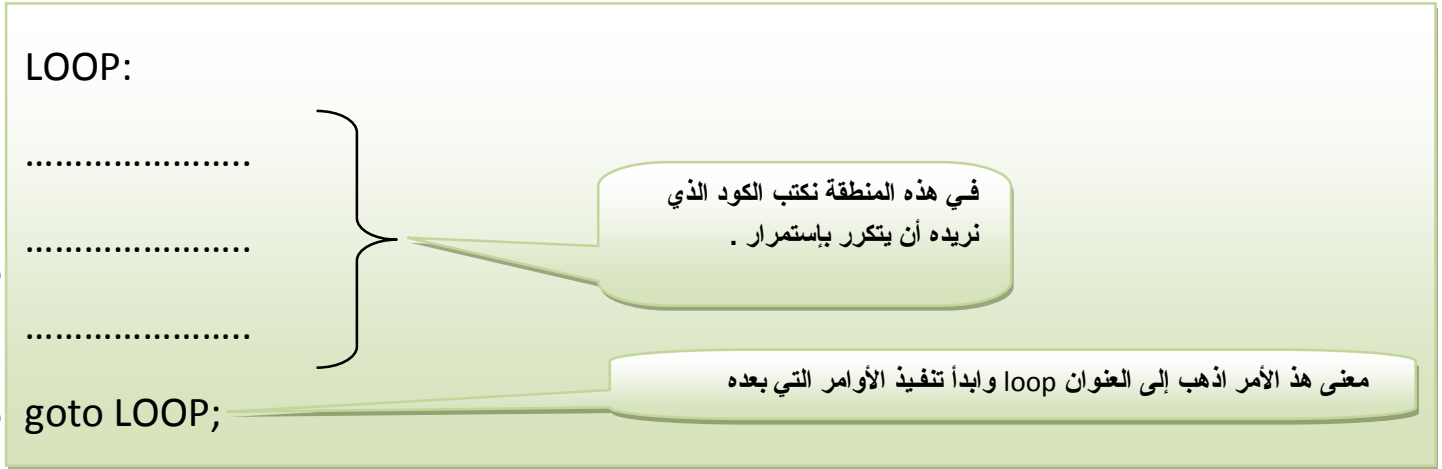 LOOP:
…………………..
…………………..
في هذه المنطقة نكتب الكود الذي
نريده أن يتكرر بإستمرار .
…………………..
معنى هذ الأمر اذهب إلى العنوان loop وابدأ تنفيذ الأوامر التي بعده
goto LOOP;